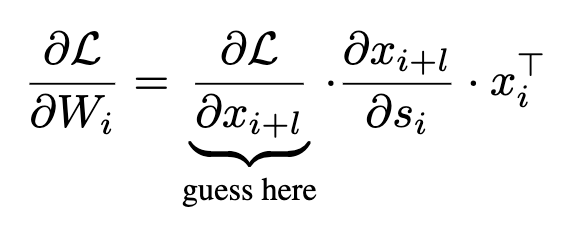 ∂ℒ/∂W_i = ∂ℒ/∂x_{i+l} · ∂x_{i+l}/∂s_i · x_i^⊤
guess here